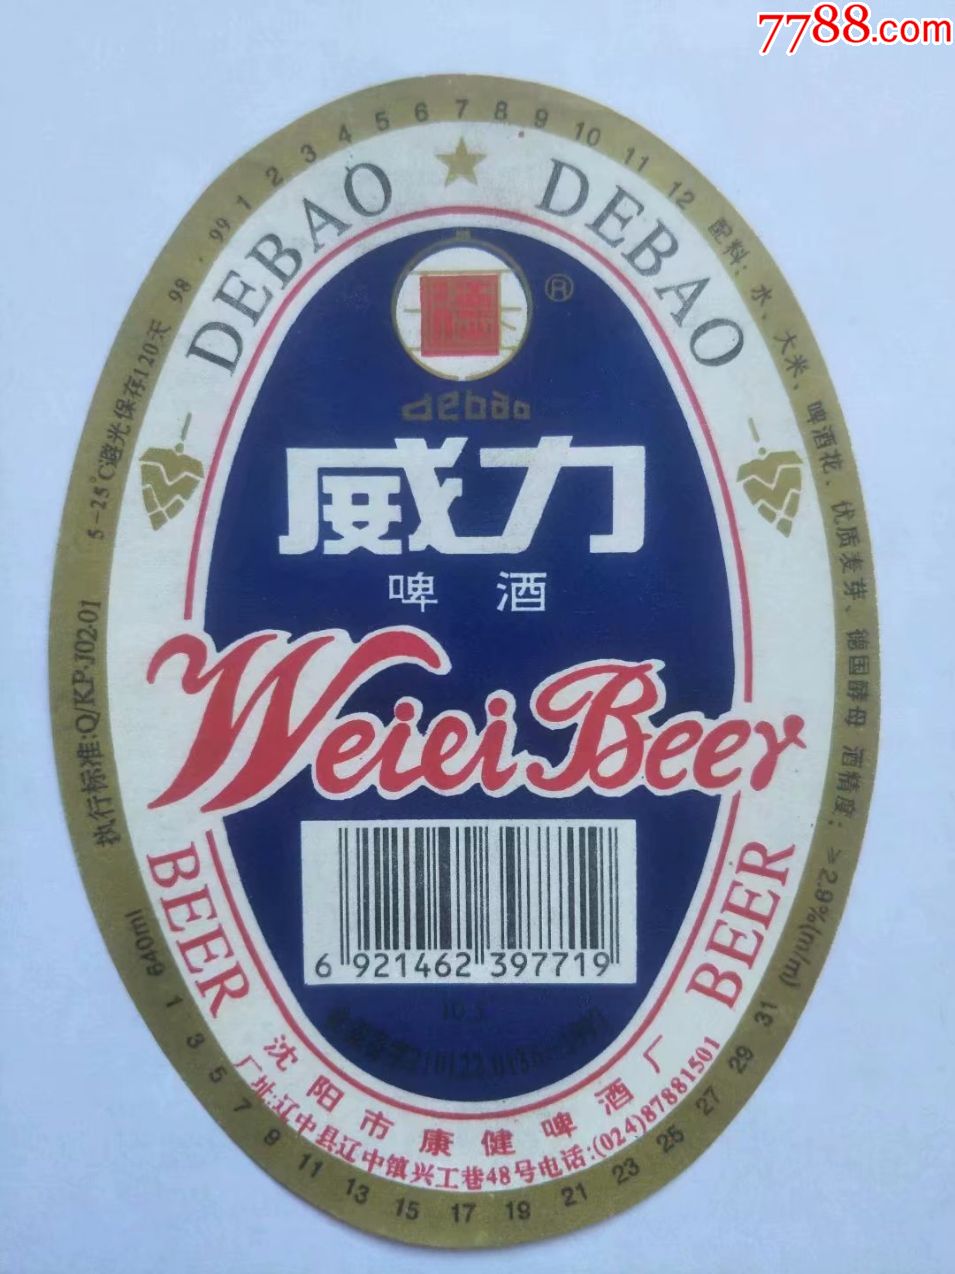 7788.com
98 . 99 1 2 3 4 5 6 7 8 9 10 11 12
配料: 水、大米、啤酒花、优质麦芽、德国酵母 酒精度: ≥2.9%(m/m)
5-25°C避光保存120天
执行标准:Q/KP·J02·01
640ml
1 3 5 7 9 11 13 15 17 19 21 23 25 27 29 31
DEBAO DEBAO
®
debao
威力
啤 酒
Weiei Beer
BEER BEER
6 921462 397719
10.5
沈阳市康健啤酒厂
厂址:辽中县辽中镇兴工巷48号电话:(024)87881501